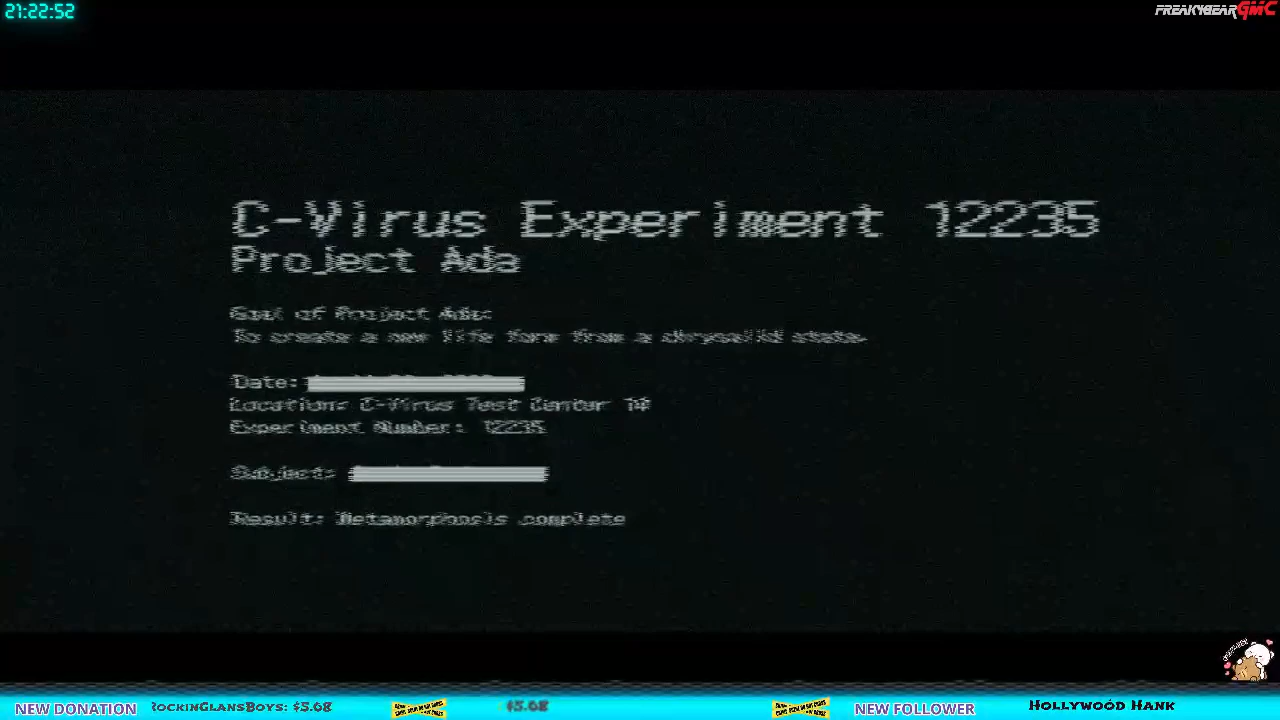 21:22:52
FREAKYGEARGMC
C-Virus Experiment 12235
Project Ada
Goal of Project Ada:
To create a new life form from a chrysalid state.
Date:
Location: C-Virus Test Center 14
Experiment Number: 12235
Subject:
Result: Metamorphosis complete
NEW DONATION RockinGlansBoys: $5.68 $5.68 NEW FOLLOWER Hollywood Hank